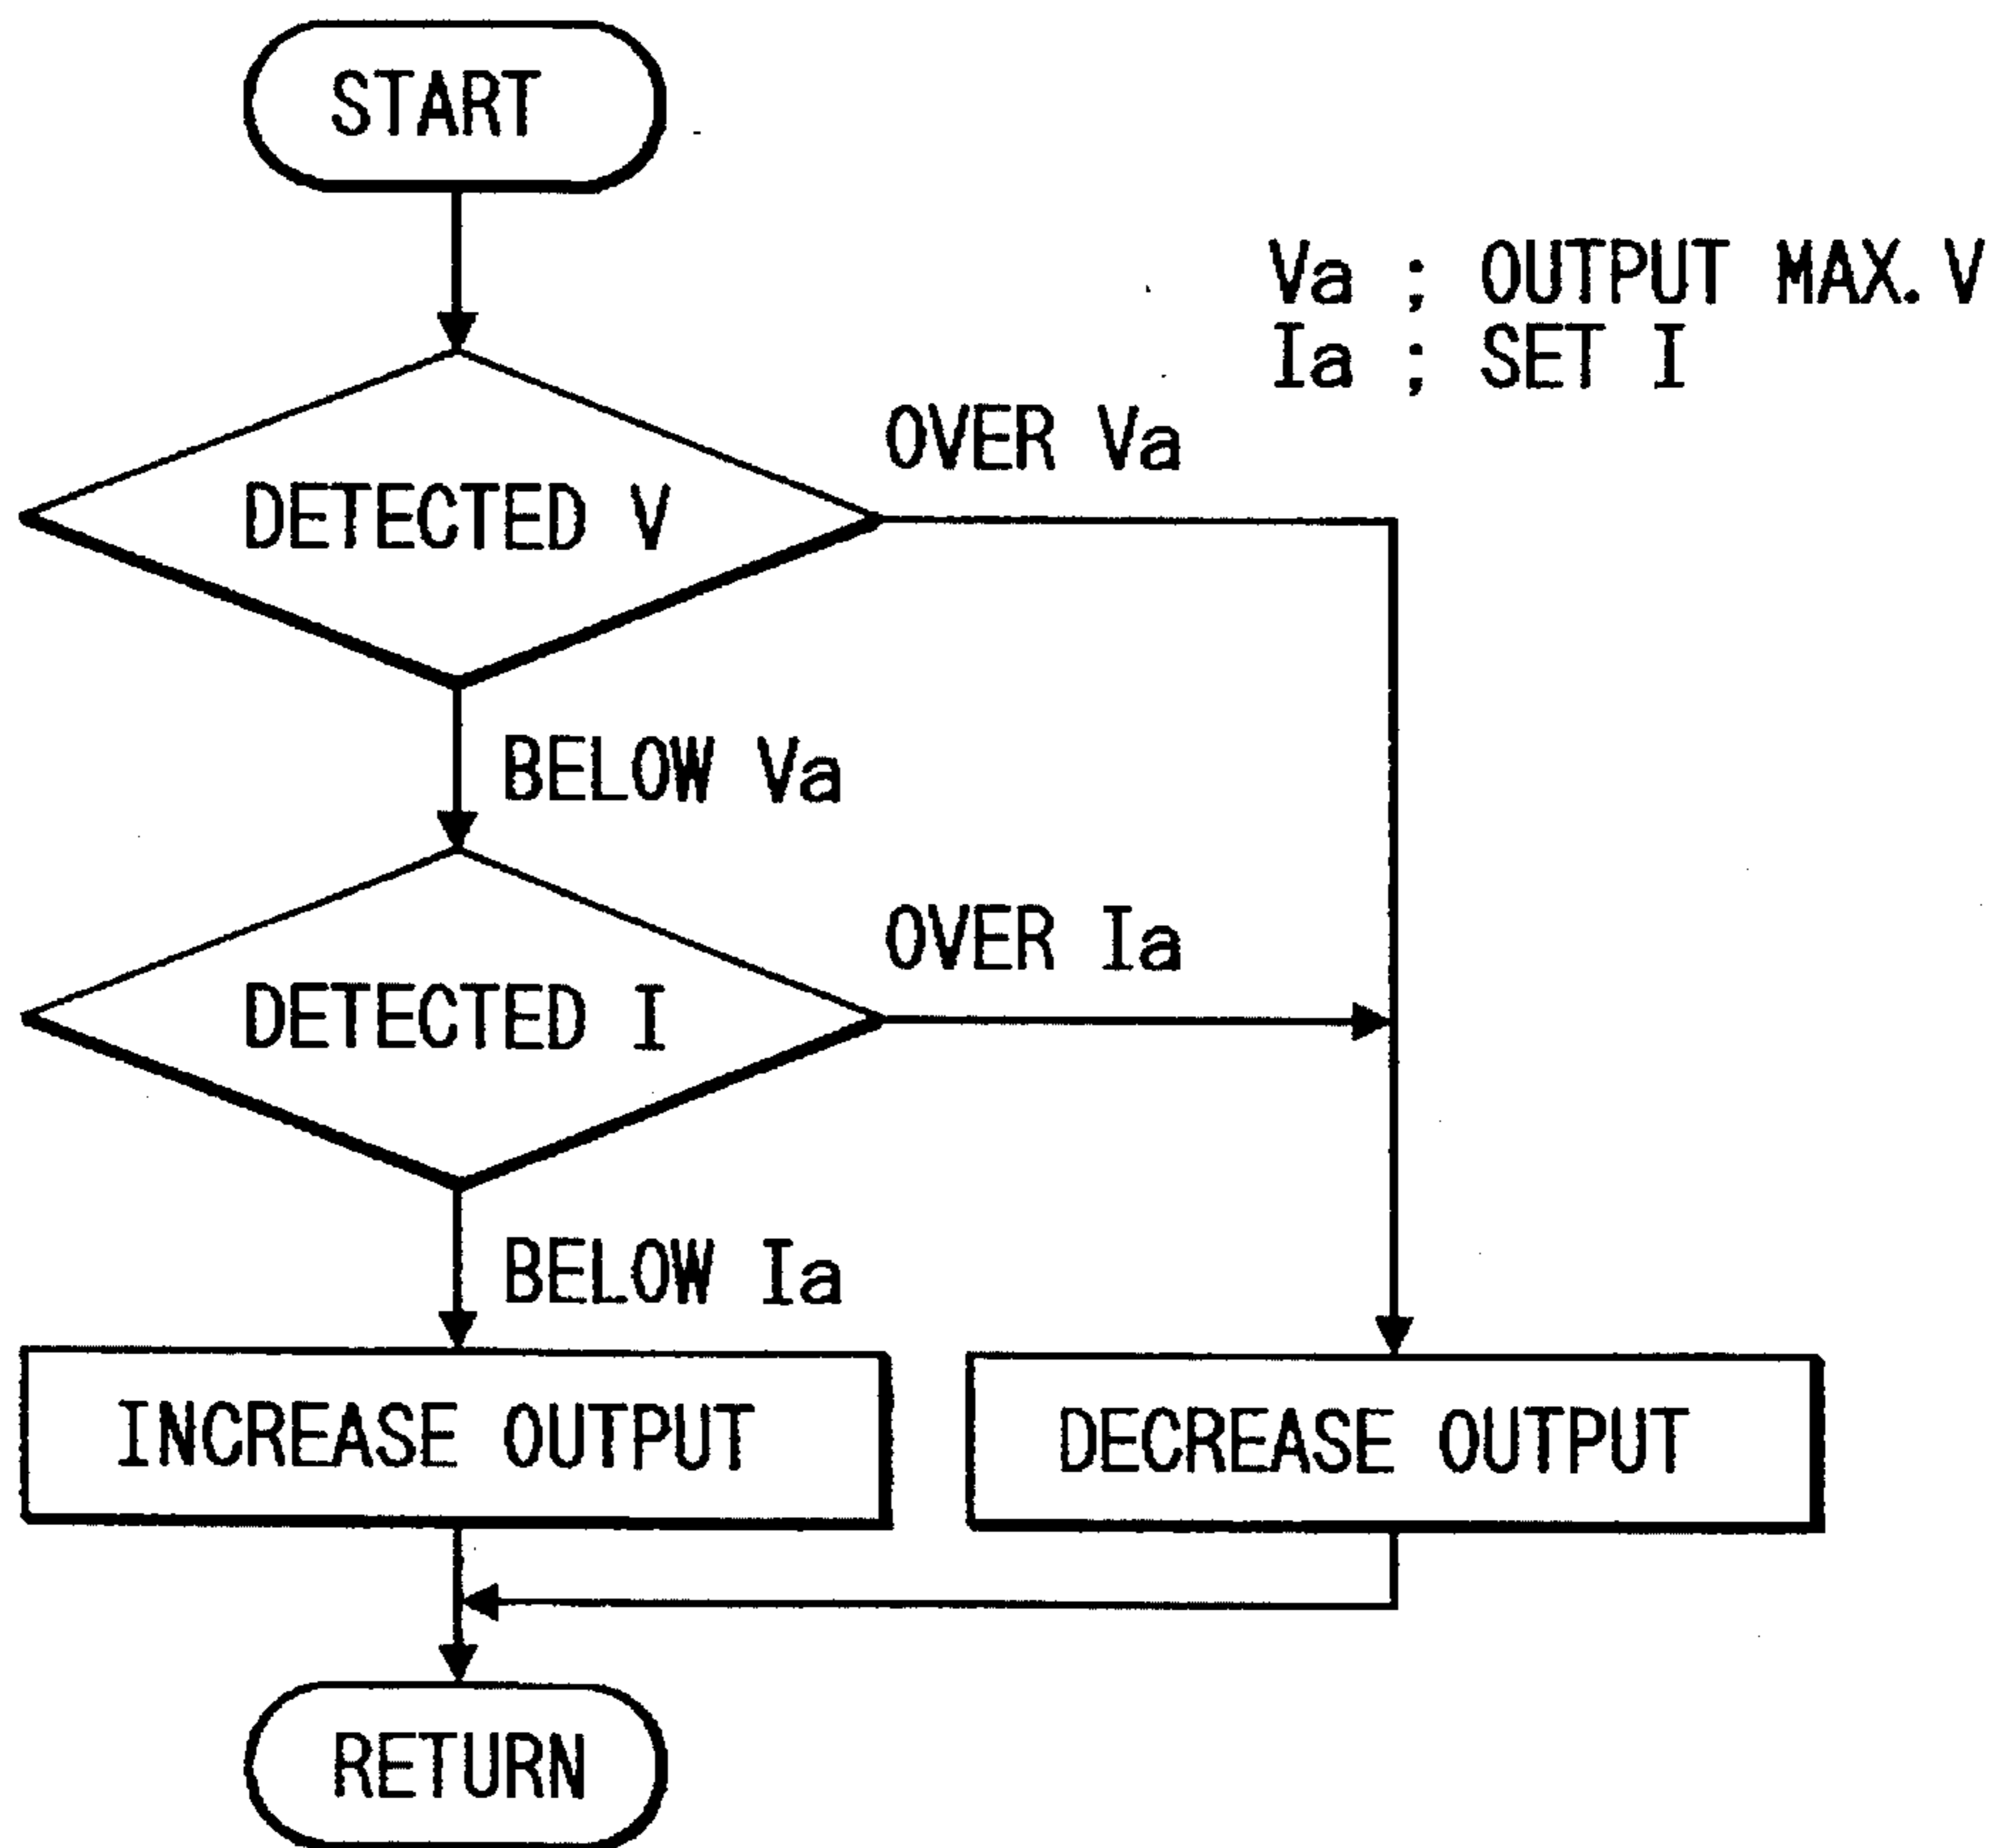 START
Va ; OUTPUT MAX. V
Ia ; SET I
OVER Va
DETECTED V
BELOW Va
OVER Ia
DETECTED I
BELOW Ia
INCREASE OUTPUT
DECREASE OUTPUT
RETURN